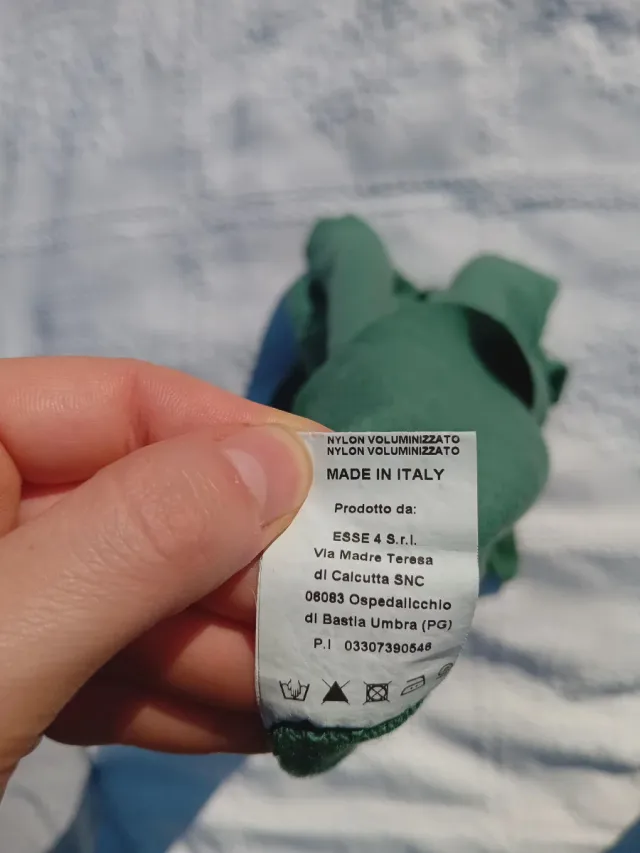 NYLON VOLUMINIZZATO
NYLON VOLUMINIZZATO
MADE IN ITALY
Prodotto da:
ESSE 4 S.r.l.
Via Madre Teresa
di Calcutta SNC
06083 Ospedalicchio
di Bastia Umbra (PG)
P.I 03307390546